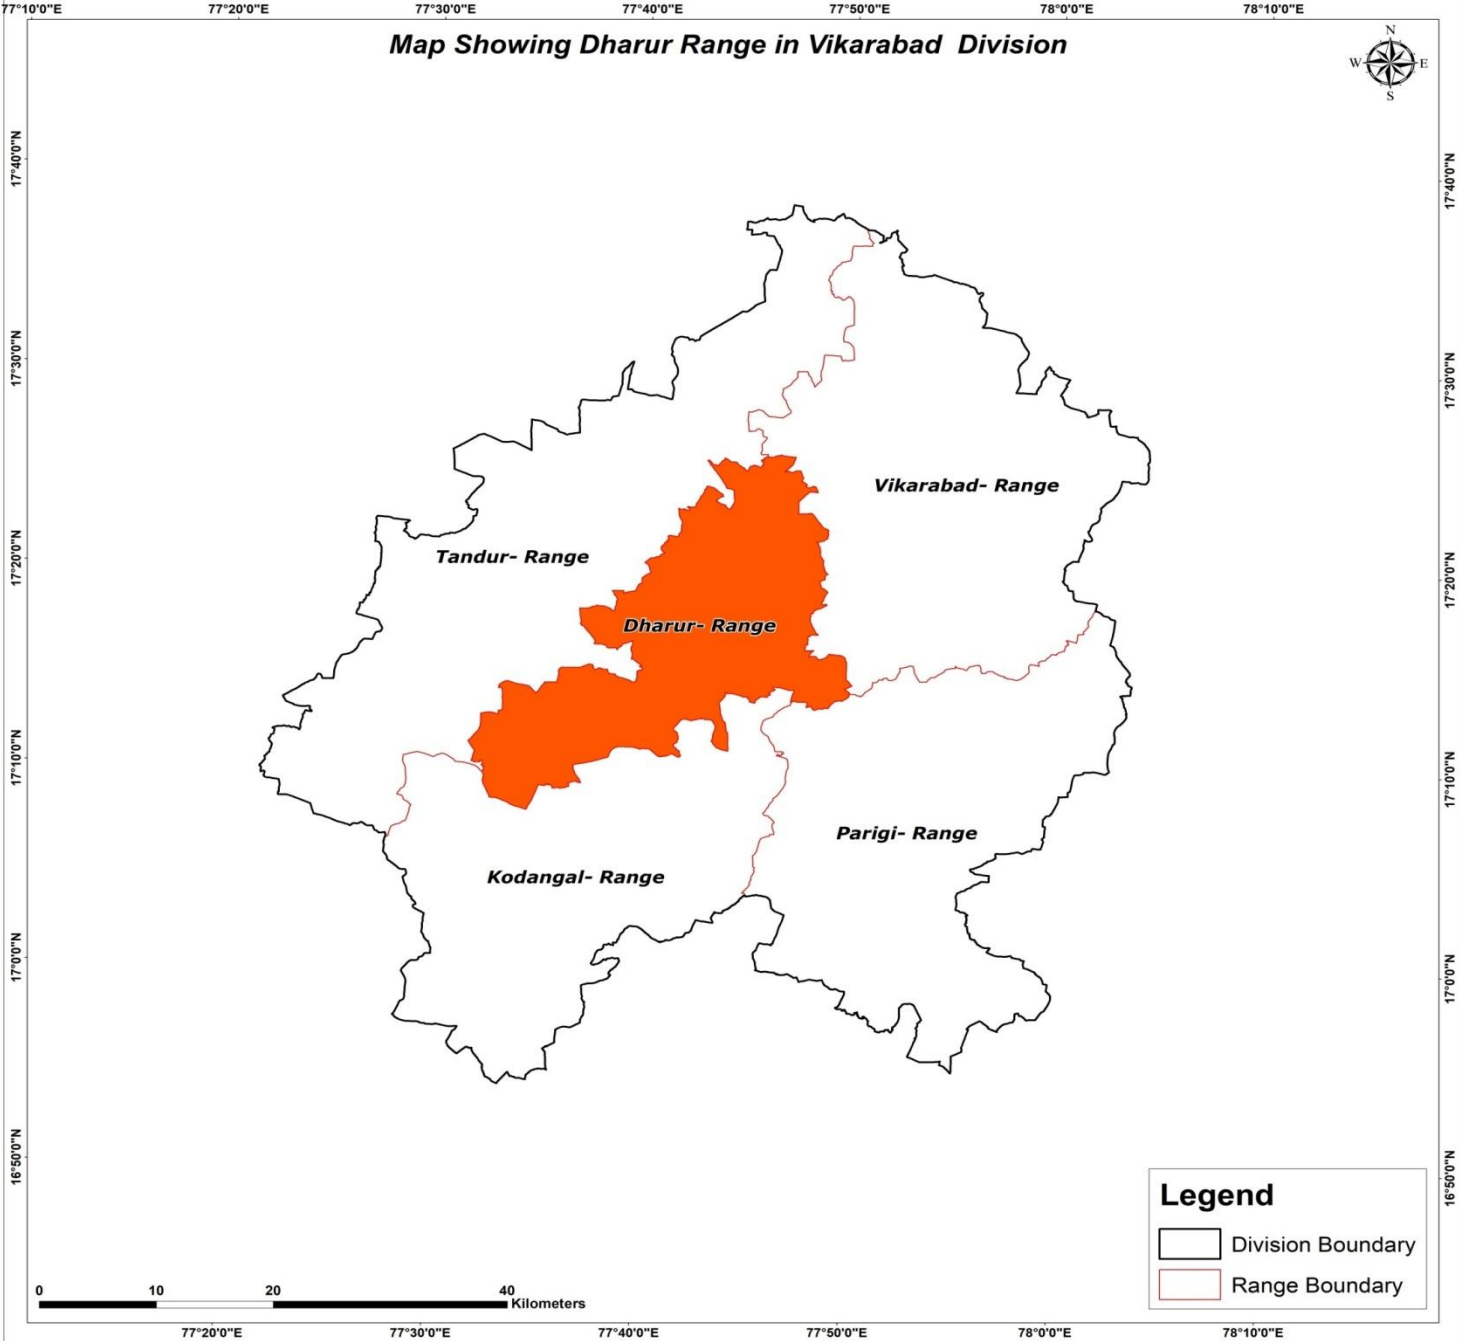 77°10'0"E 77°20'0"E 77°30'0"E 77°40'0"E 77°50'0"E 78°0'0"E 78°10'0"E
Map Showing Dharur Range in Vikarabad Division
N
W E
S
17°40'0"N 17°40'0"N
17°30'0"N 17°30'0"N
Vikarabad- Range
Tandur- Range
17°20'0"N 17°20'0"N
Dharur- Range
17°10'0"N 17°10'0"N
Parigi- Range
Kodangal- Range
17°0'0"N 17°0'0"N
16°50'0"N 16°50'0"N
Legend
Division Boundary
Range Boundary
0 10 20 40
Kilometers
77°20'0"E 77°30'0"E 77°40'0"E 77°50'0"E 78°0'0"E 78°10'0"E